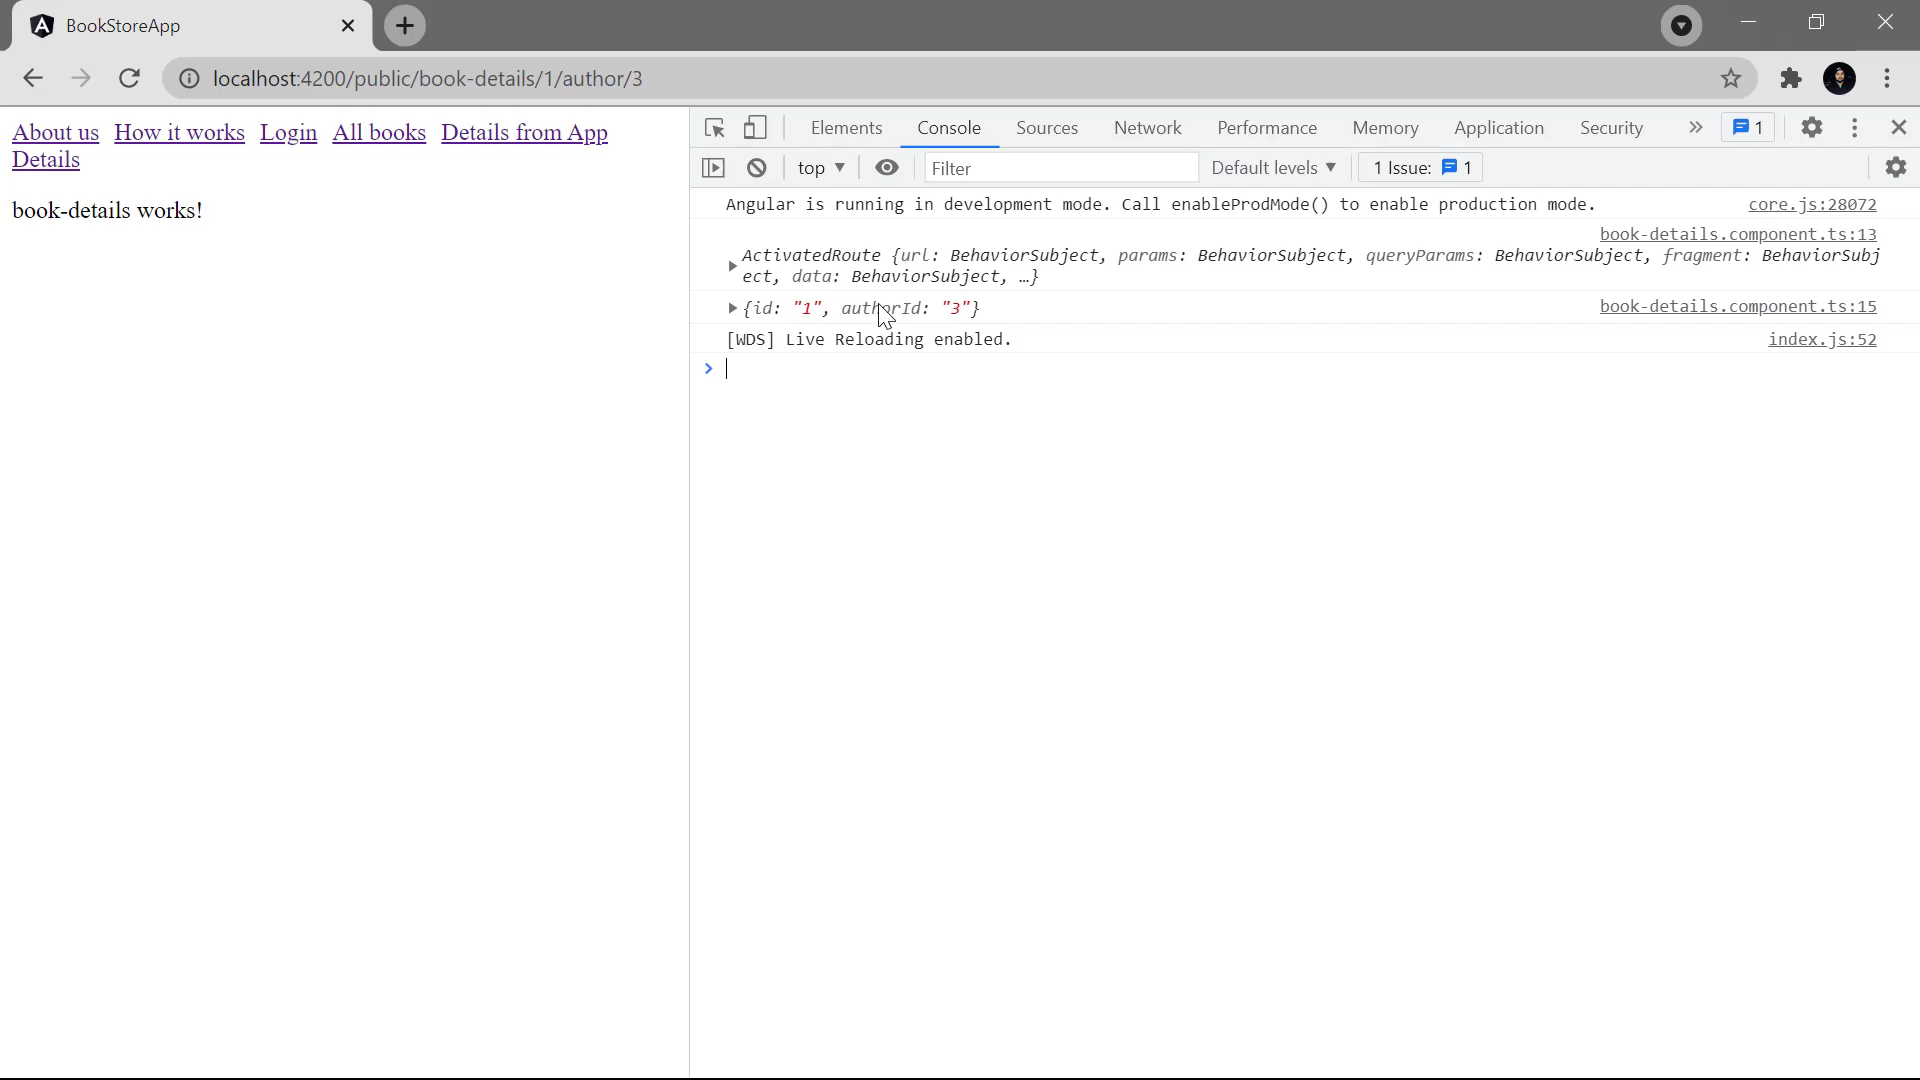 BookStoreApp
localhost:4200/public/book-details/1/author/3
About us How it works Login All books Details from App
Details
book-details works!
Elements Console Sources Network Performance Memory Application Security » 1
top Filter Default levels 1 Issue: 1
Angular is running in development mode. Call enableProdMode() to enable production mode. core.js:28072
book-details.component.ts:13
ActivatedRoute {url: BehaviorSubject, params: BehaviorSubject, queryParams: BehaviorSubject, fragment: BehaviorSubj
ect, data: BehaviorSubject, …}
{id: "1", authorId: "3"} book-details.component.ts:15
[WDS] Live Reloading enabled. index.js:52